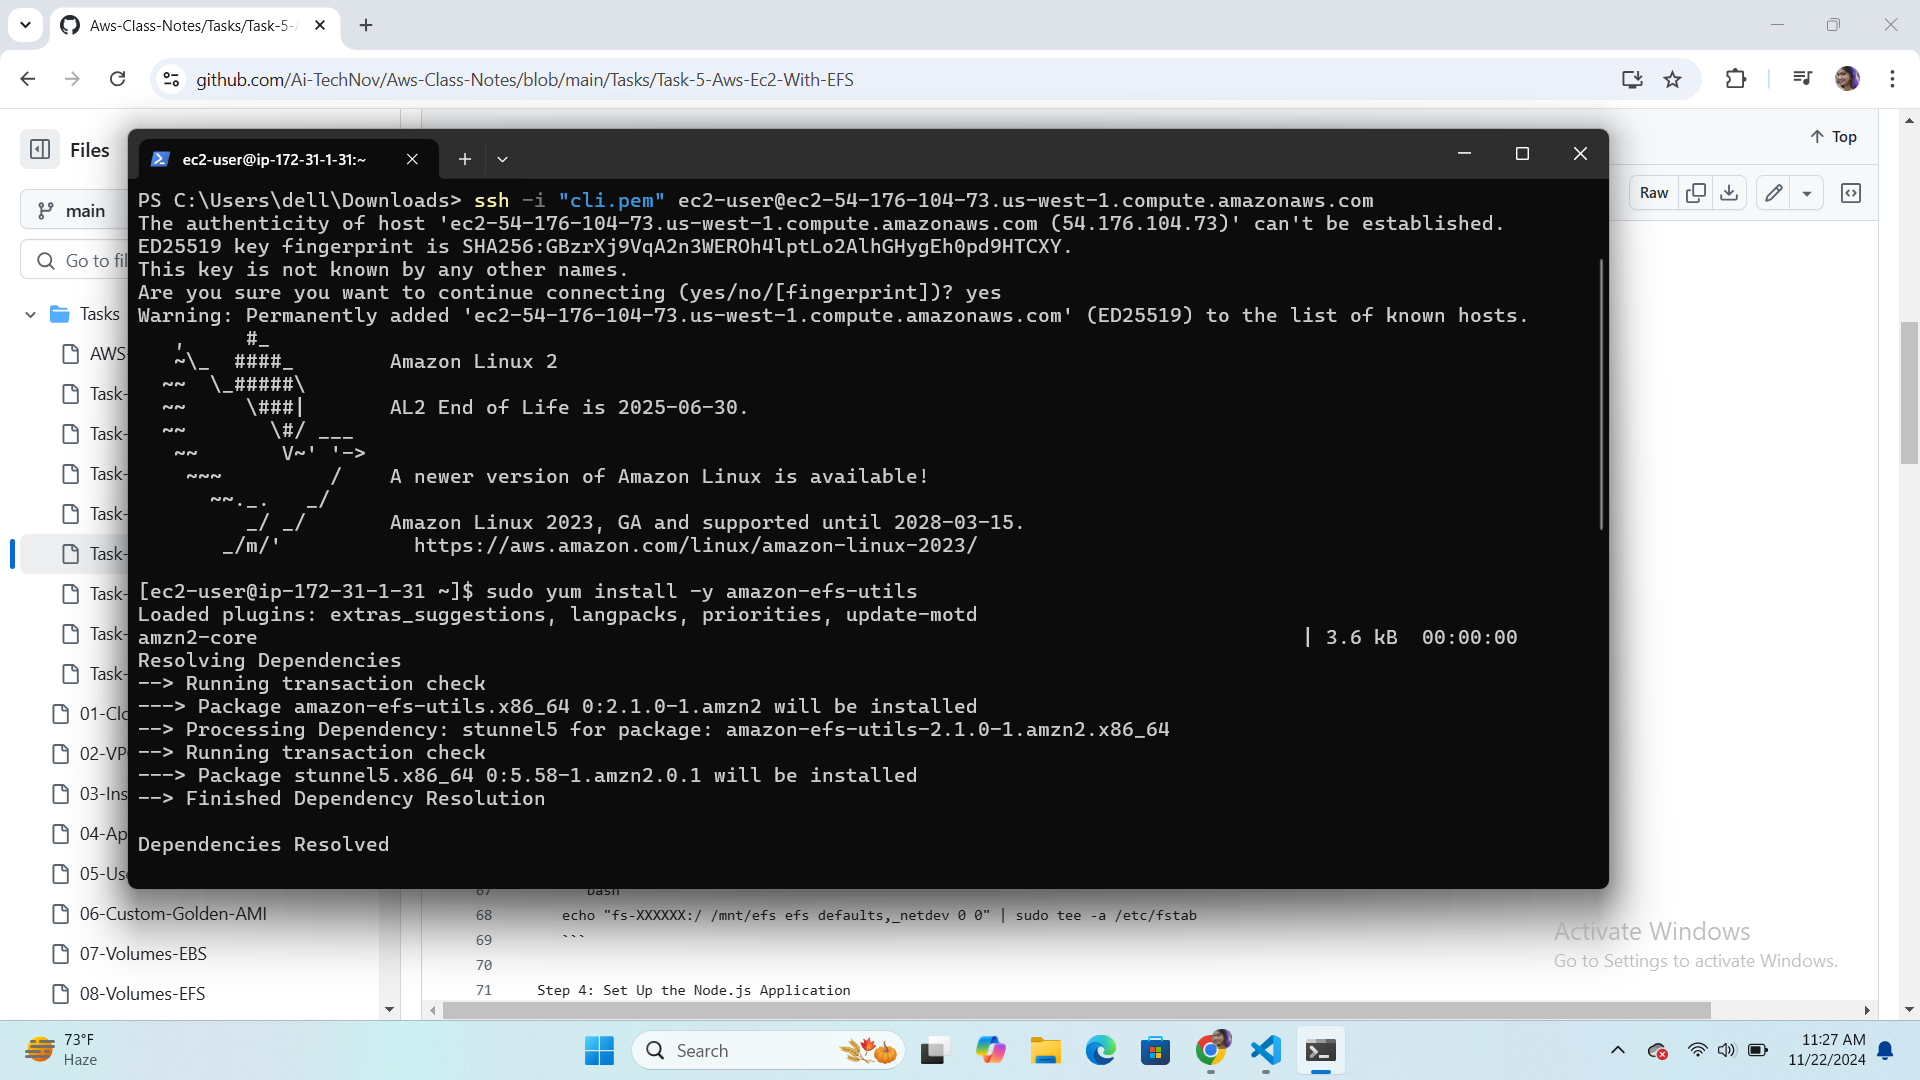 Aws-Class-Notes/Tasks/Task-5-
github.com/Ai-TechNov/Aws-Class-Notes/blob/main/Tasks/Task-5-Aws-Ec2-With-EFS
Files
Top
main
Raw
Go to fil
Tasks
AWS-
Task-
Task-
Task-
Task-
Task-
Task-
Task-
Task-
01-Clo
02-VP
03-Ins
04-Ap
05-Use
06-Custom-Golden-AMI
07-Volumes-EBS
08-Volumes-EFS
ec2-user@ip-172-31-1-31:~
PS C:\Users\dell\Downloads> ssh -i "cli.pem" ec2-user@ec2-54-176-104-73.us-west-1.compute.amazonaws.com
The authenticity of host 'ec2-54-176-104-73.us-west-1.compute.amazonaws.com (54.176.104.73)' can't be established.
ED25519 key fingerprint is SHA256:GBzrXj9VqA2n3WEROh4lptLo2AlhGHygEh0pd9HTCXY.
This key is not known by any other names.
Are you sure you want to continue connecting (yes/no/[fingerprint])? yes
Warning: Permanently added 'ec2-54-176-104-73.us-west-1.compute.amazonaws.com' (ED25519) to the list of known hosts.
   ,     #_
   ~\_  ####_        Amazon Linux 2
  ~~  \_#####\
  ~~     \###|       AL2 End of Life is 2025-06-30.
  ~~       \#/ ___
   ~~       V~' '->
    ~~~         /    A newer version of Amazon Linux is available!
      ~~._.   _/
         _/ _/       Amazon Linux 2023, GA and supported until 2028-03-15.
       _/m/'           https://aws.amazon.com/linux/amazon-linux-2023/
[ec2-user@ip-172-31-1-31 ~]$ sudo yum install -y amazon-efs-utils
Loaded plugins: extras_suggestions, langpacks, priorities, update-motd
amzn2-core | 3.6 kB 00:00:00
Resolving Dependencies
--> Running transaction check
---> Package amazon-efs-utils.x86_64 0:2.1.0-1.amzn2 will be installed
--> Processing Dependency: stunnel5 for package: amazon-efs-utils-2.1.0-1.amzn2.x86_64
--> Running transaction check
---> Package stunnel5.x86_64 0:5.58-1.amzn2.0.1 will be installed
--> Finished Dependency Resolution
Dependencies Resolved
67 bash
68 echo "fs-XXXXXX:/ /mnt/efs efs defaults,_netdev 0 0" | sudo tee -a /etc/fstab
69 ```
70
71 Step 4: Set Up the Node.js Application
Activate Windows
Go to Settings to activate Windows.
73°F
Haze
Search
11:27 AM
11/22/2024